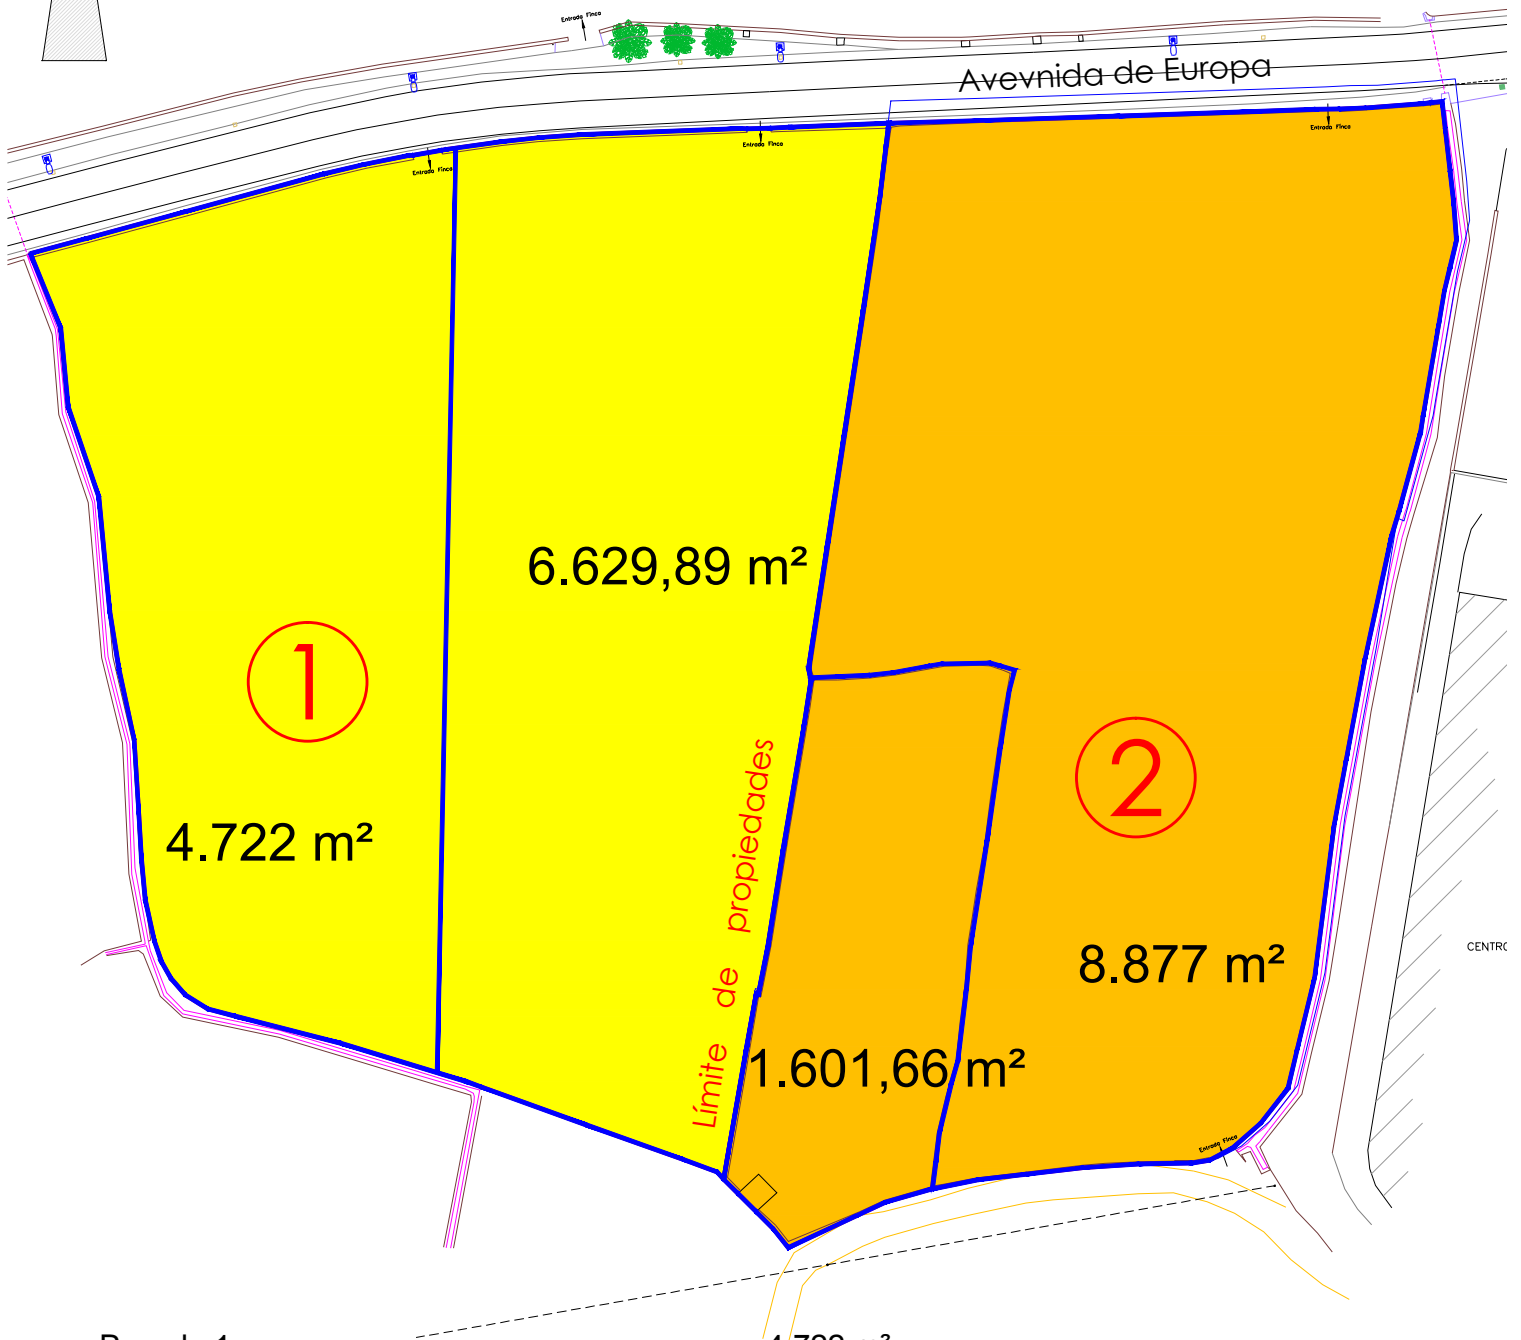 Entrada Finca
Avevnida de Europa
Entrada Finca
Entrada Finca
Entrada Finca
6.629,89 m²
1
2
Límite de propiedades
4.722 m²
8.877 m²
CENTRO
1.601,66 m²
Entrada Finca